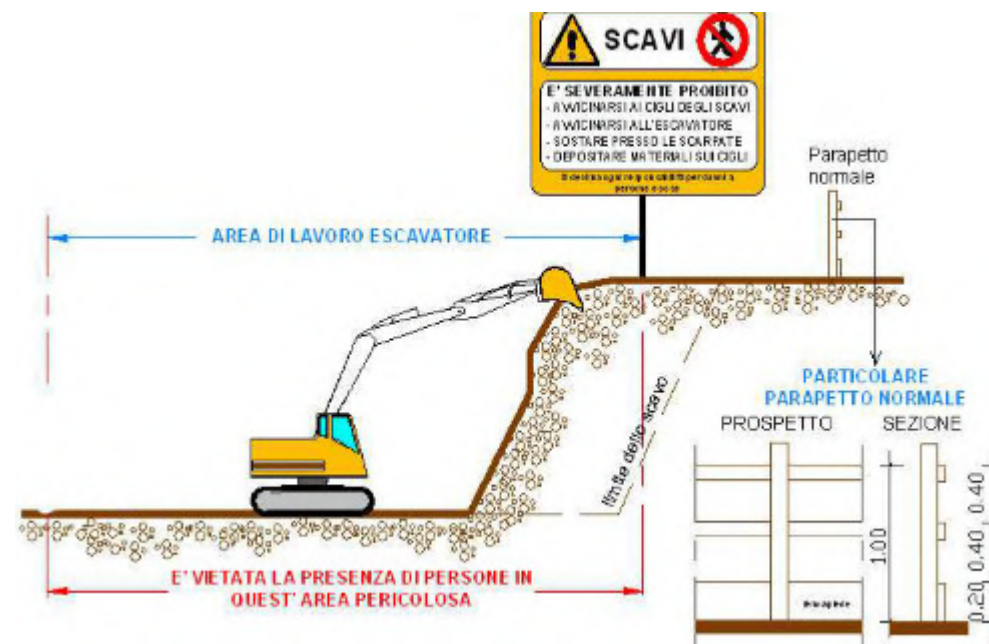 SCAVI
E' SEVERAMENTE PROIBITO
- AVVICINARSI AI CIGLI DEGLI SCAVI
- AVVICINARSI ALL'ESCAVATORE
- SOSTARE PRESSO LE SCARPATE
- DEPOSITARE MATERIALI SUI CIGLI
persone o cose
Parapetto
normale
AREA DI LAVORO ESCAVATORE
limite dello scavo
PARTICOLARE
PARAPETTO NORMALE
PROSPETTO
SEZIONE
1.00
0.20 0.40 0.40
E' VIETATA LA PRESENZA DI PERSONE IN
QUEST' AREA PERICOLOSA